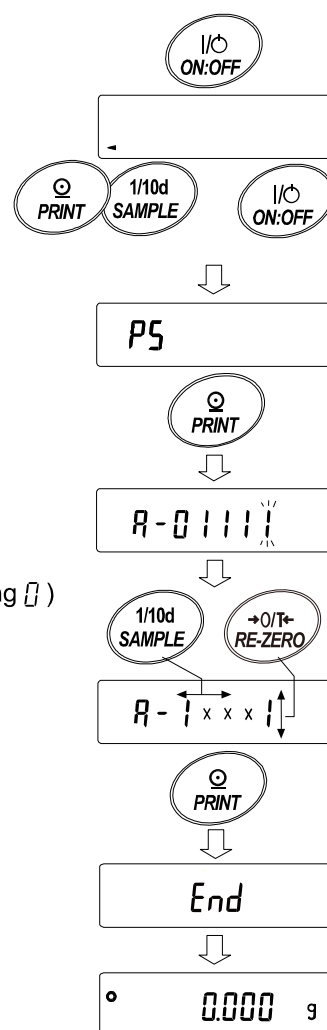 I/⏻
ON:OFF
◄
PRINT
1/10d
SAMPLE
I/⏻
ON:OFF
PS
PRINT
A-01111
g 0 )
1/10d
SAMPLE
→O/T←
RE-ZERO
A-1 x x x 1
PRINT
End
0.000 g